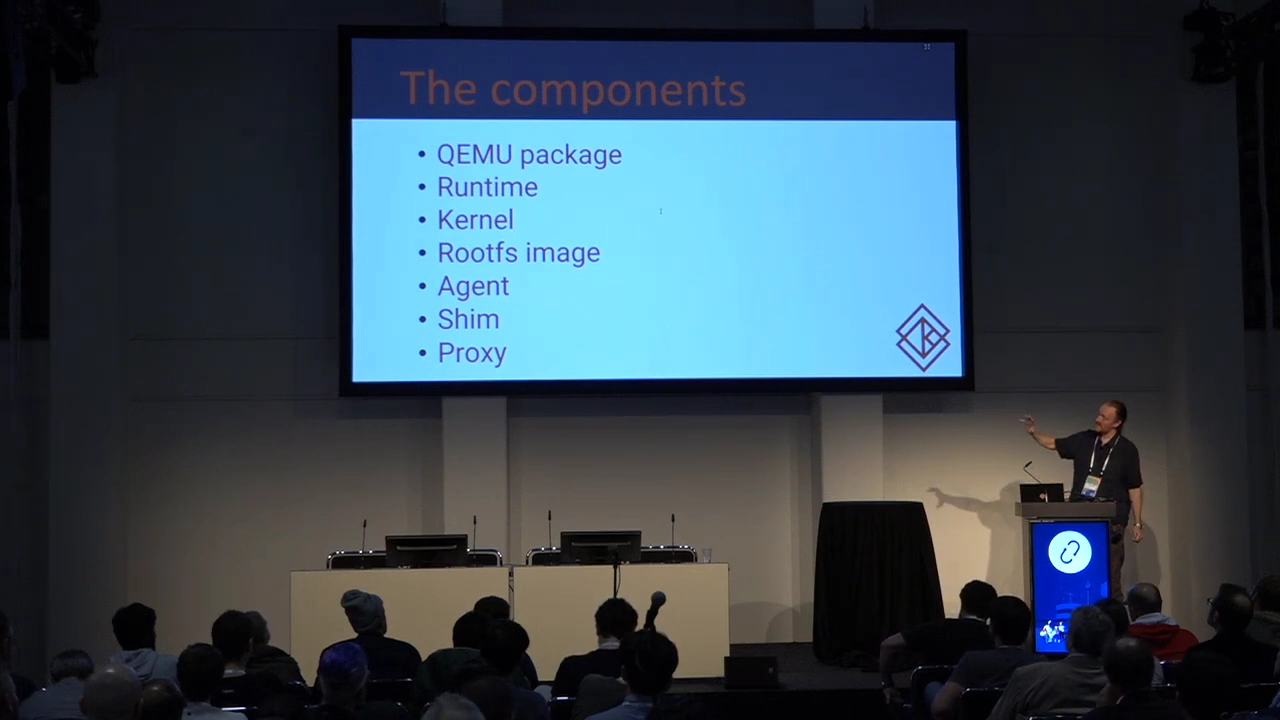 The components
• QEMU package
• Runtime
• Kernel
• Rootfs image
• Agent
• Shim
• Proxy